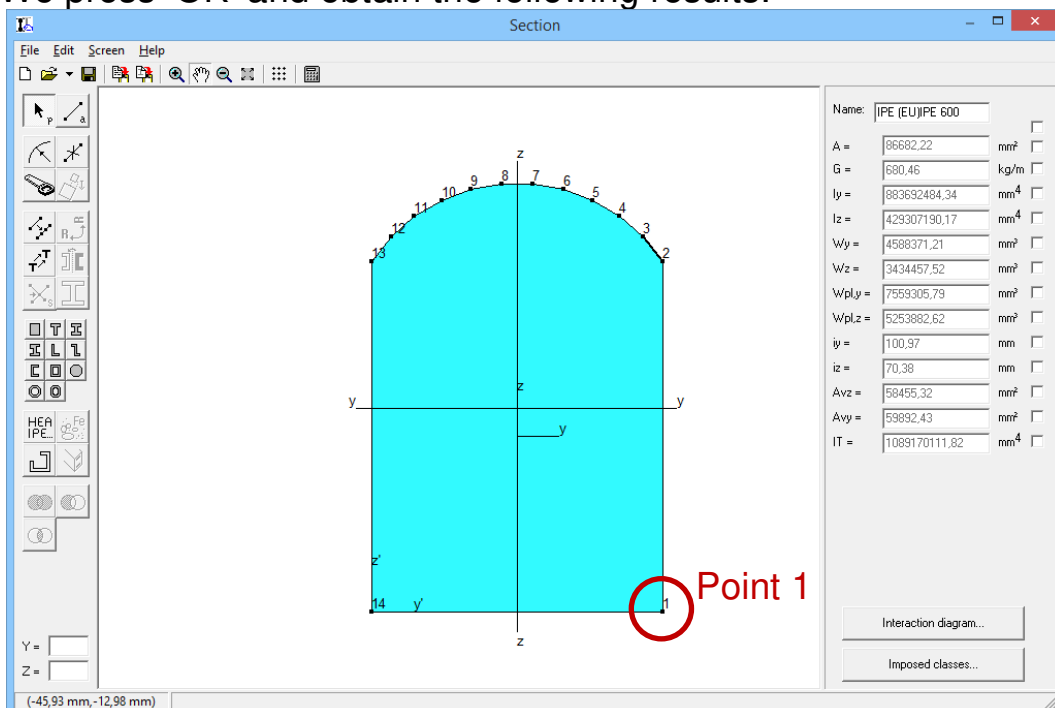 We press 'OK' and obtain the following results:
Section
File Edit Screen Help
p a
1
R
T
T
s
HEA
IPE...
Fe
Y =
Z =
(-45,93 mm,-12,98 mm)
z
8 7
9 6
10 5
11 4
12 3
13 2
z
y y
y
z'
14 y' 1
z
Point 1
Name: IPE (EU)IPE 600
A = 86682,22 mm²
G = 680,46 kg/m
Iy = 883692484,34 mm4
Iz = 429307190,17 mm4
Wy = 4588371,21 mm³
Wz = 3434457,52 mm³
Wpl,y = 7559305,79 mm³
Wpl,z = 5253882,62 mm³
iy = 100,97 mm
iz = 70,38 mm
Avz = 58455,32 mm²
Avy = 59892,43 mm²
IT = 1089170111,82 mm4
Interaction diagram...
Imposed classes...